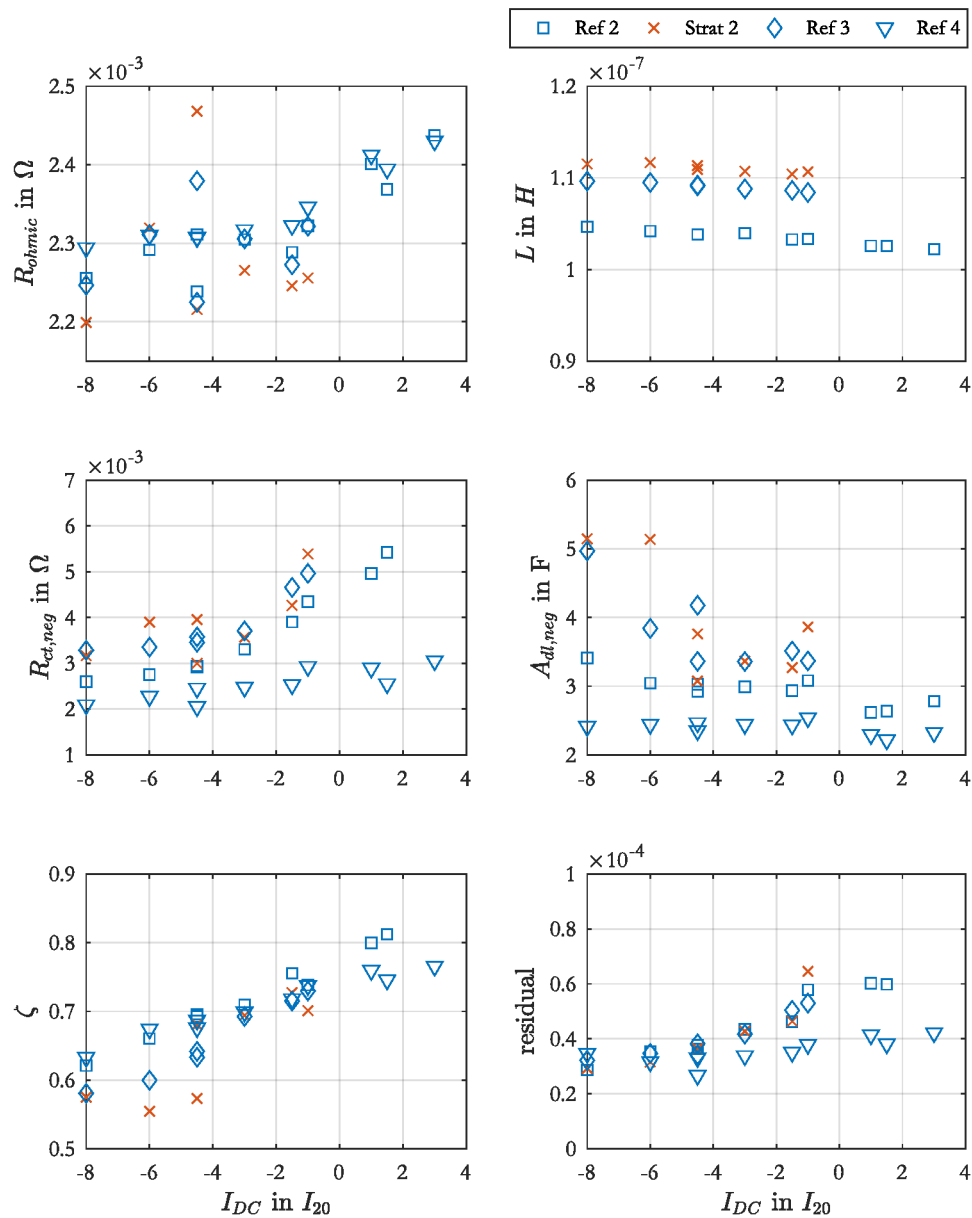 Ref 2 Strat 2 Ref 3 Ref 4
×10⁻³
2.5
2.4
2.3
2.2
R_ohmic in Ω
-8 -6 -4 -2 0 2 4
×10⁻⁷
1.2
1.1
1
0.9
L in H
-8 -6 -4 -2 0 2 4
×10⁻³
7
6
5
4
3
2
1
R_ct,neg in Ω
-8 -6 -4 -2 0 2 4
6
5
4
3
2
A_dl,neg in F
-8 -6 -4 -2 0 2 4
0.9
0.8
0.7
0.6
0.5
ζ
-8 -6 -4 -2 0 2 4
I_DC in I_20
×10⁻⁴
1
0.8
0.6
0.4
0.2
0
residual
-8 -6 -4 -2 0 2 4
I_DC in I_20